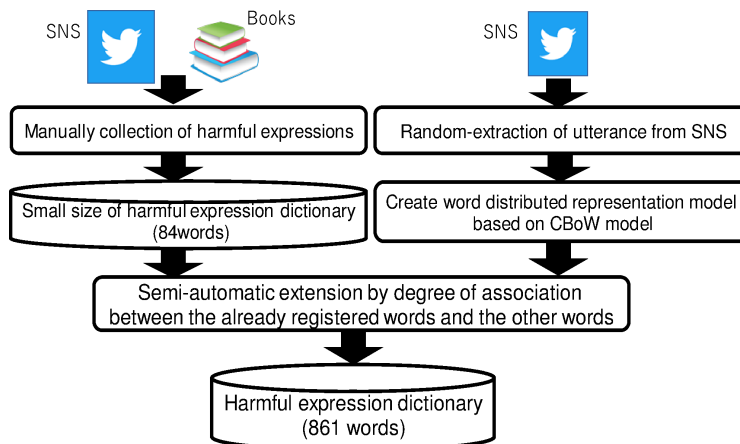 SNS
Books
SNS
Manually collection of harmful expressions
Random-extraction of utterance from SNS
Small size of harmful expression dictionary
(84words)
Create word distributed representation model
based on CBoW model
Semi-automatic extension by degree of association
between the already registered words and the other words
Harmful expression dictionary
(861 words)